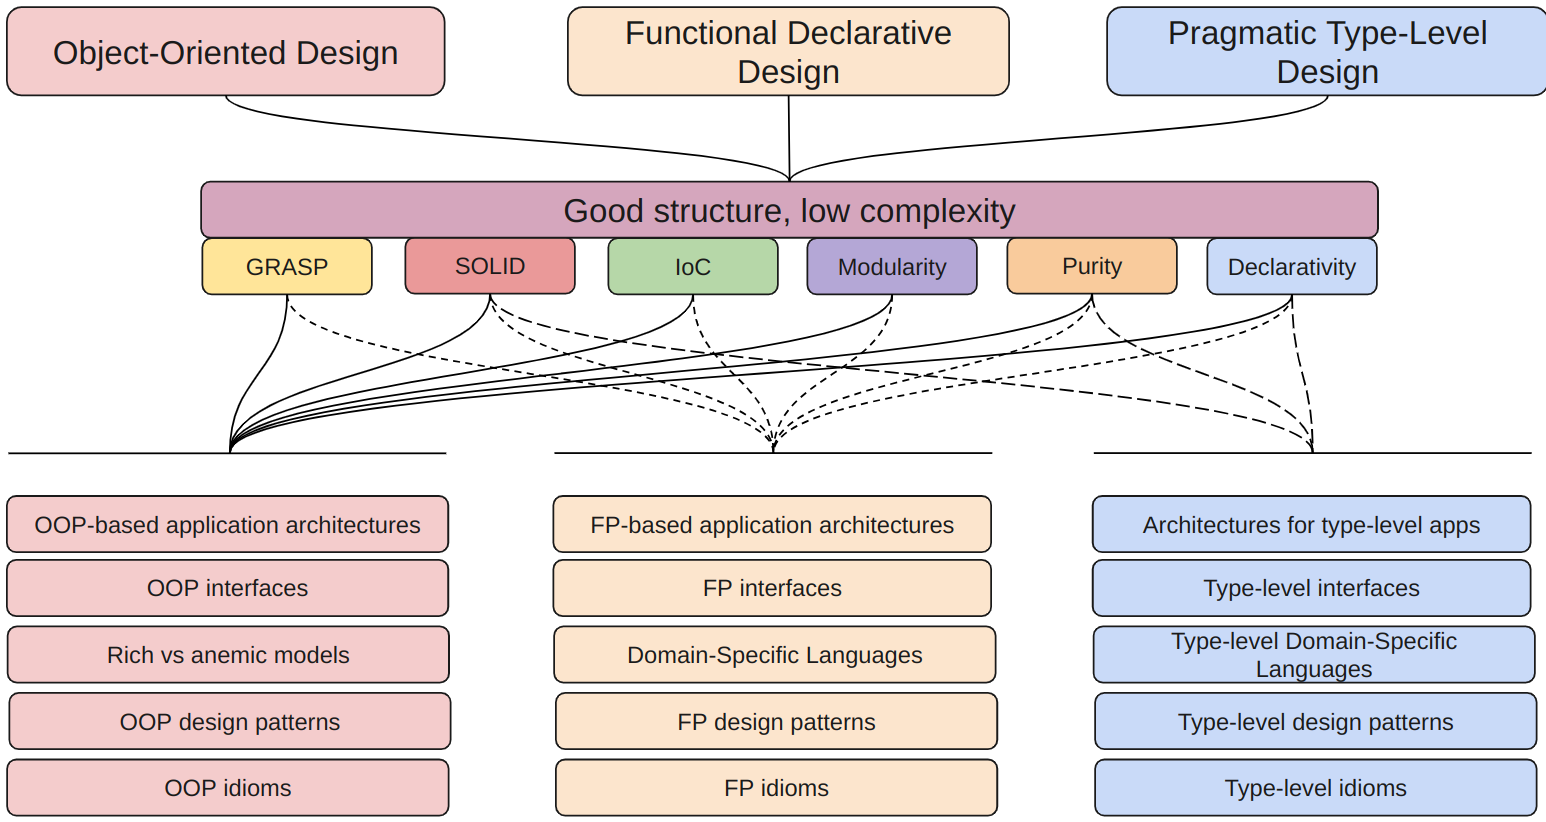 Object-Oriented Design
Functional Declarative
Design
Pragmatic Type-Level
Design
Good structure, low complexity
GRASP
SOLID
IoC
Modularity
Purity
Declarativity
OOP-based application architectures
FP-based application architectures
Architectures for type-level apps
OOP interfaces
FP interfaces
Type-level interfaces
Rich vs anemic models
Domain-Specific Languages
Type-level Domain-Specific
Languages
OOP design patterns
FP design patterns
Type-level design patterns
OOP idioms
FP idioms
Type-level idioms